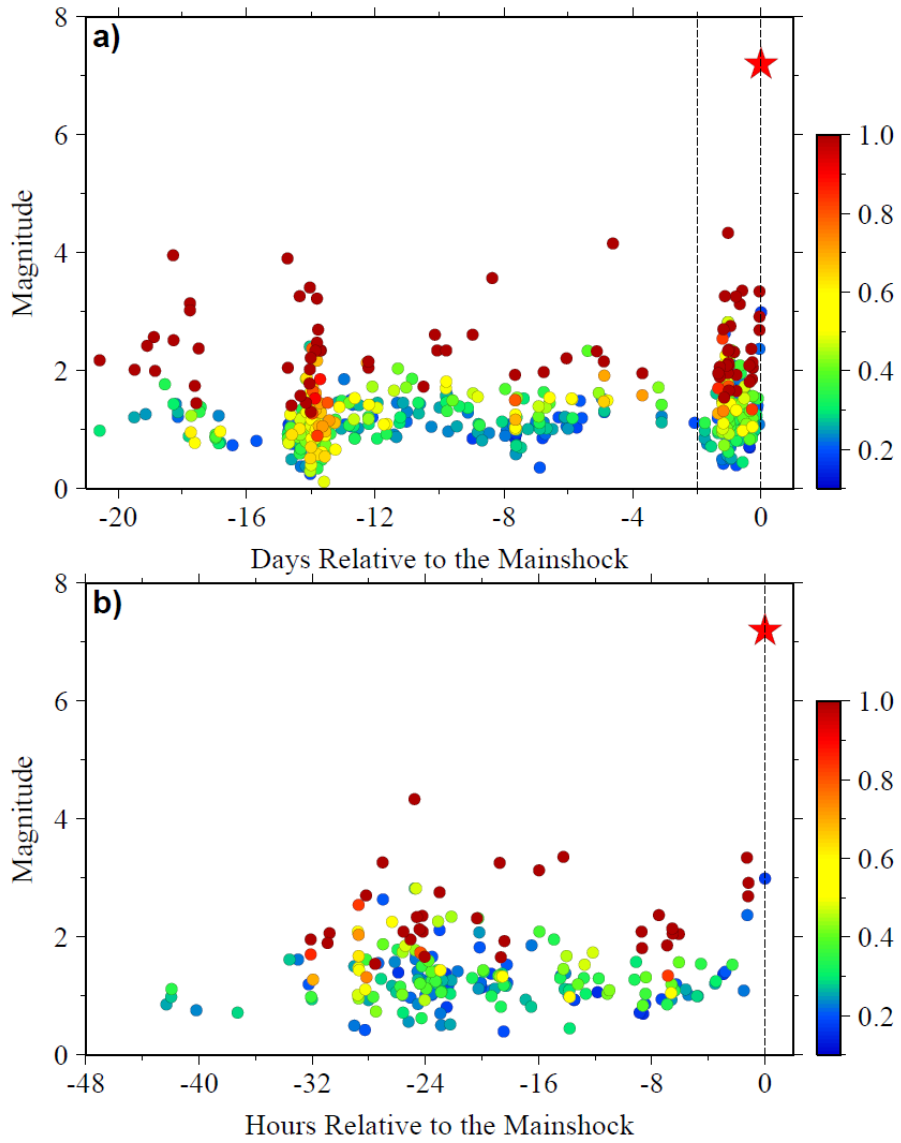 a)
8
6
4
2
0
Magnitude
-20 -16 -12 -8 -4 0
Days Relative to the Mainshock
1.0
0.8
0.6
0.4
0.2
b)
8
6
4
2
0
Magnitude
-48 -40 -32 -24 -16 -8 0
Hours Relative to the Mainshock
1.0
0.8
0.6
0.4
0.2